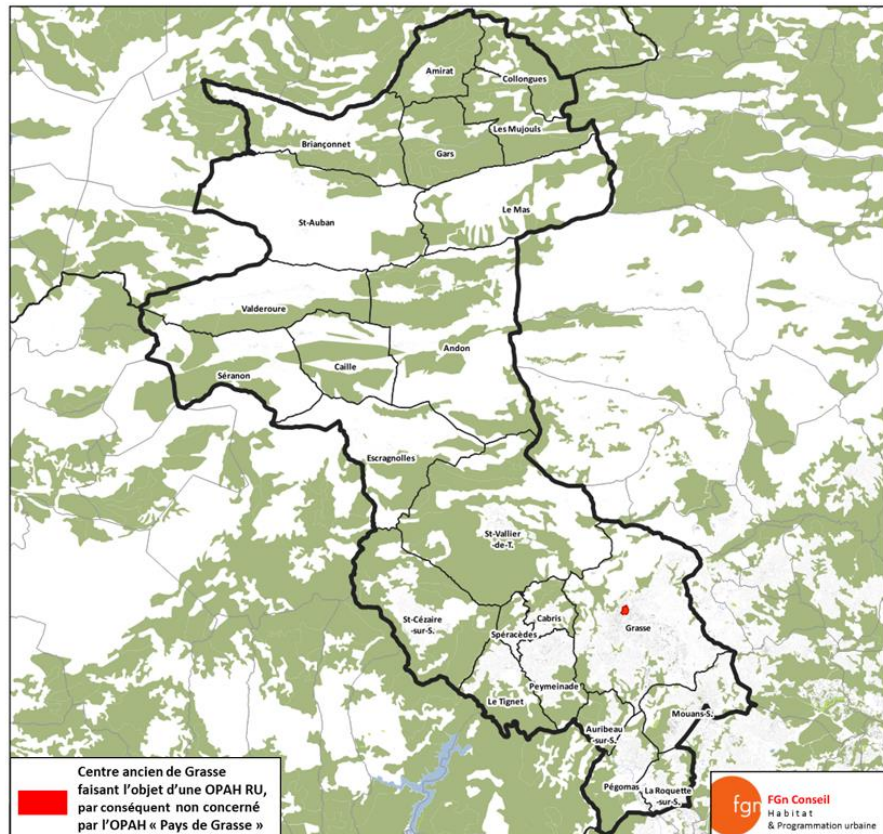 Amirat
Collongues
Les Mujouls
Briançonnet
Gars
St-Auban
Le Mas
Valderoure
Andon
Séranon
Caille
Escragnolles
St-Vallier
-de-T.
St-Cézaire
-sur-S.
Cabris
Spéracèdes
Grasse
Peymeinade
Le Tignet
Mouans-S.
Auribeau
-sur-S.
Pégomas
La Roquette
-sur-S.
Centre ancien de Grasse
faisant l’objet d’une OPAH RU,
par conséquent non concerné
par l’OPAH « Pays de Grasse »
fgn
FGn Conseil
Habitat
& Programmation urbaine